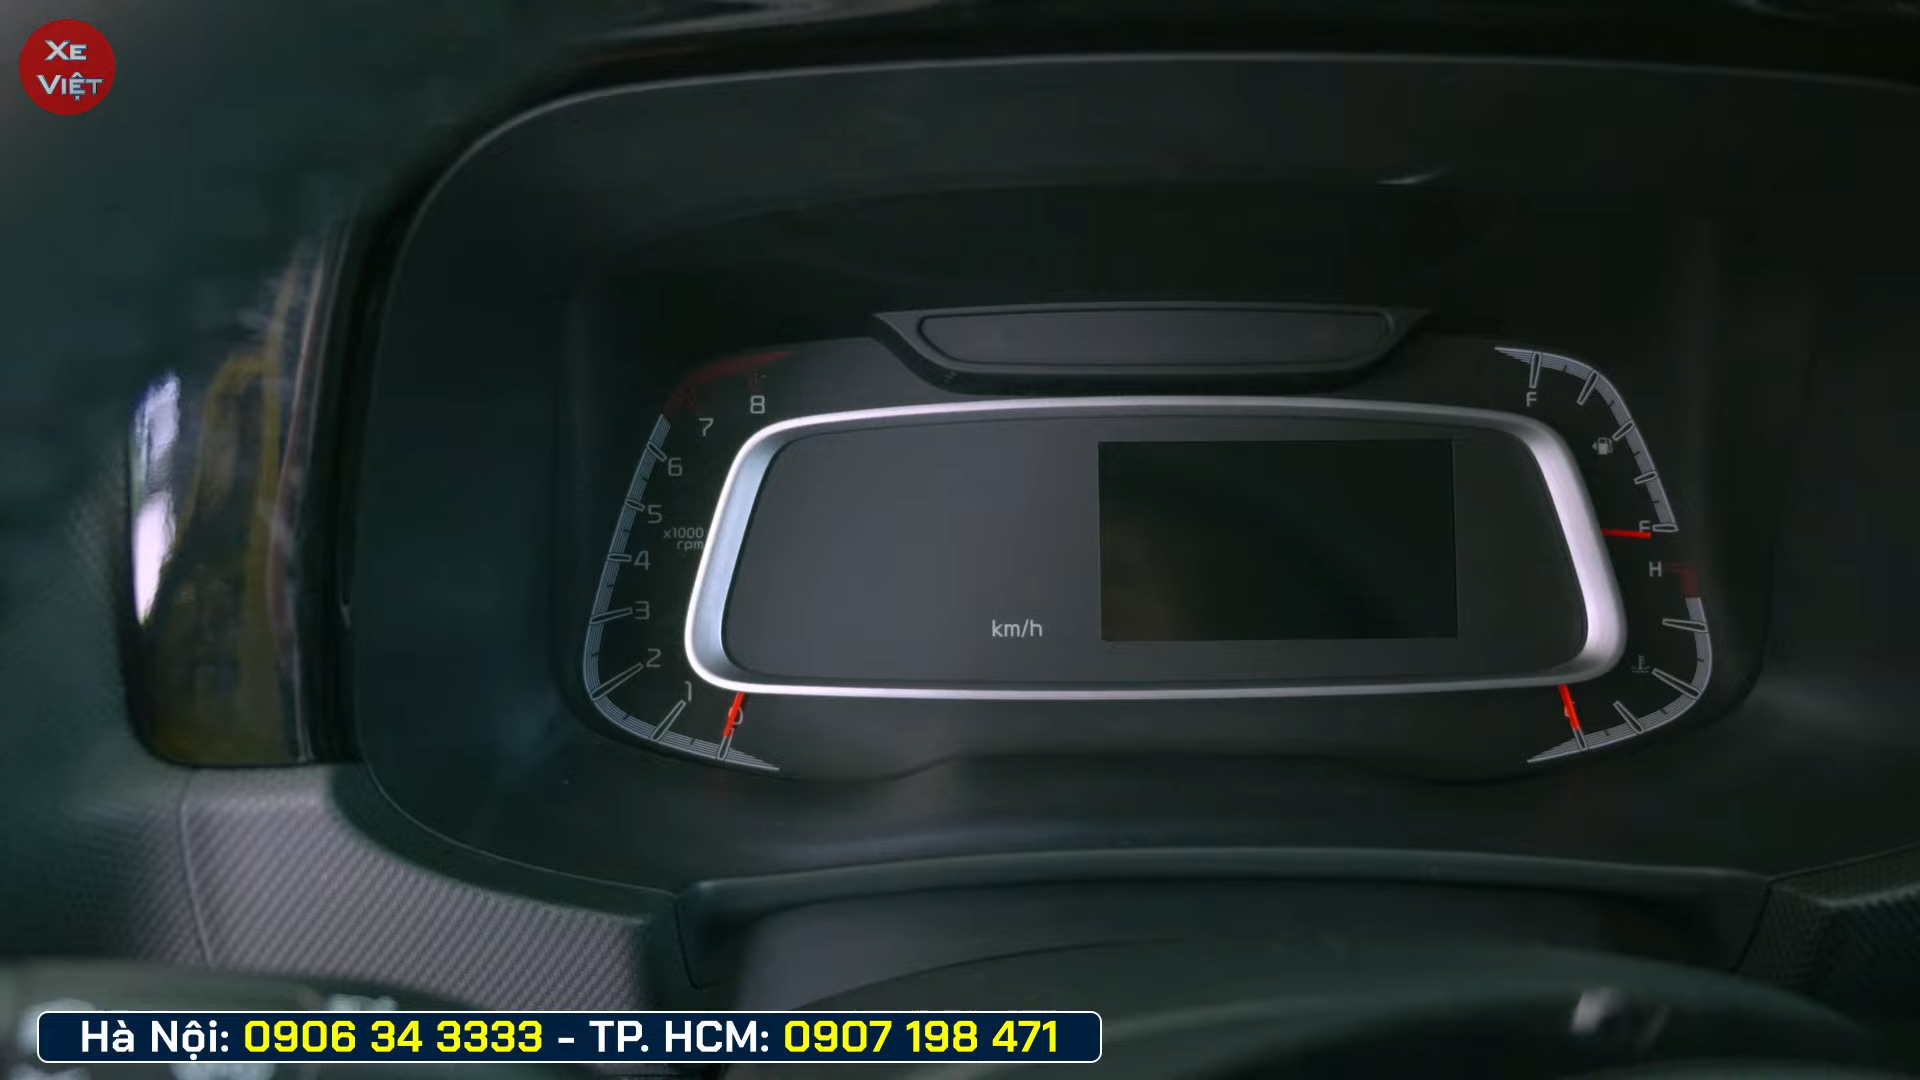 XE
VIỆT
8
7
6
5
x1000
rpm
4
3
2
1
km/h
F
E
H
Hà Nội: 0906 34 3333 - TP. HCM: 0907 198 471